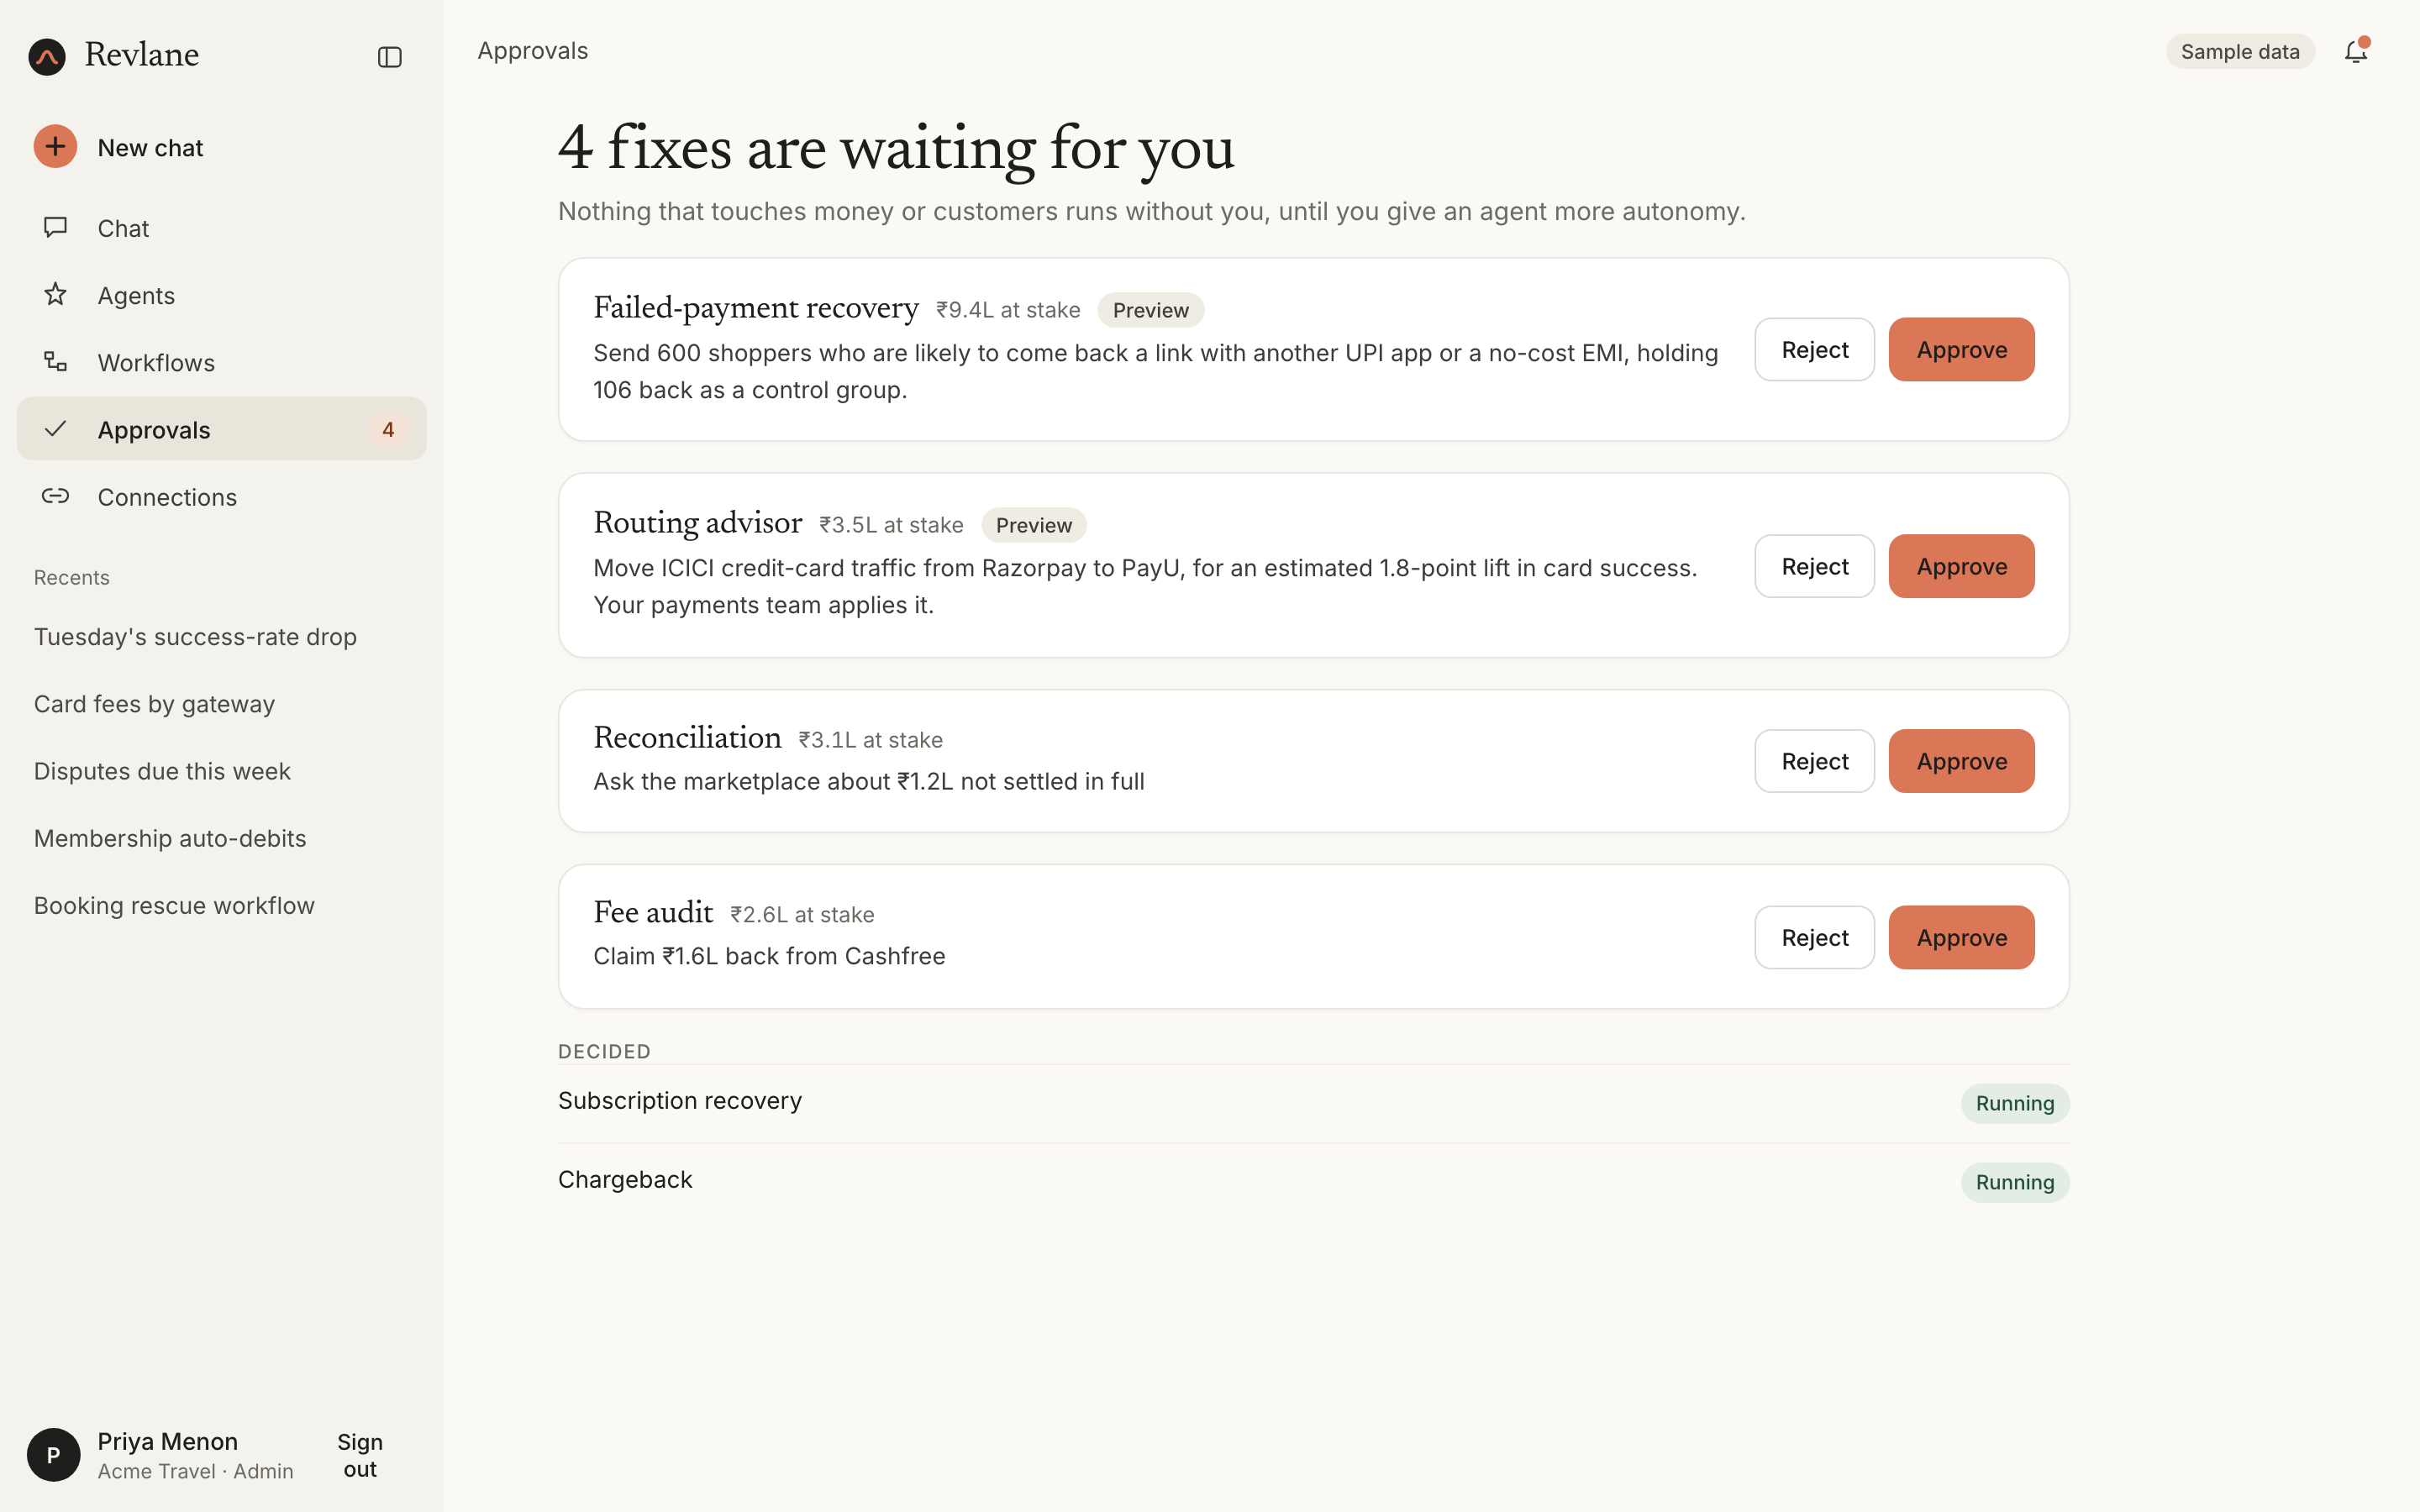 Revlane
New chat
Chat
Agents
Workflows
Approvals 4
Connections
Recents
Tuesday's success-rate drop
Card fees by gateway
Disputes due this week
Membership auto-debits
Booking rescue workflow
P
Priya Menon
Acme Travel · Admin
Sign
out
Approvals
Sample data
4 fixes are waiting for you
Nothing that touches money or customers runs without you, until you give an agent more autonomy.
Failed-payment recovery ₹9.4L at stake Preview
Send 600 shoppers who are likely to come back a link with another UPI app or a no-cost EMI, holding
106 back as a control group.
Reject Approve
Routing advisor ₹3.5L at stake Preview
Move ICICI credit-card traffic from Razorpay to PayU, for an estimated 1.8-point lift in card success.
Your payments team applies it.
Reject Approve
Reconciliation ₹3.1L at stake
Ask the marketplace about ₹1.2L not settled in full
Reject Approve
Fee audit ₹2.6L at stake
Claim ₹1.6L back from Cashfree
Reject Approve
DECIDED
Subscription recovery Running
Chargeback Running